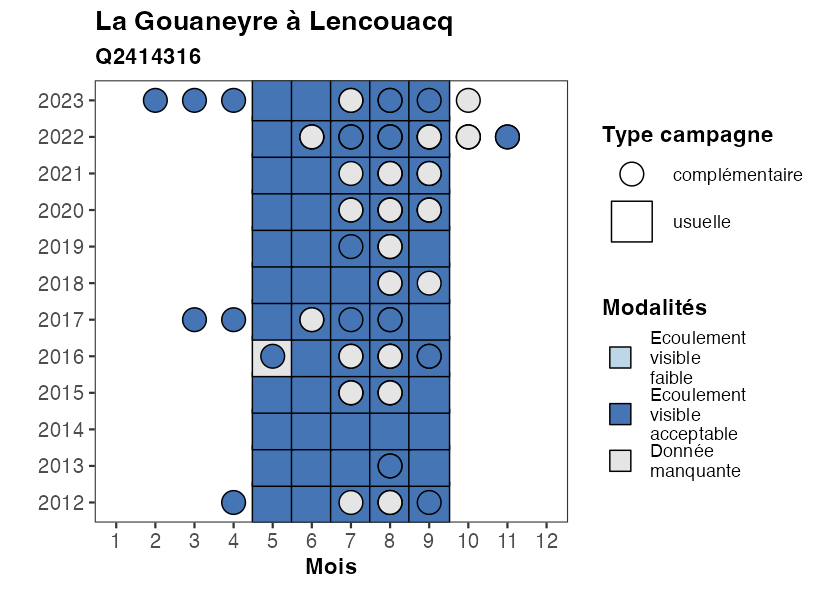 La Gouaneyre à Lencouacq
Q2414316
2023
2022
2021
2020
2019
2018
2017
2016
2015
2014
2013
2012
1 2 3 4 5 6 7 8 9 10 11 12
Mois
Type campagne
complémentaire
usuelle
Modalités
Ecoulement
visible
faible
Ecoulement
visible
acceptable
Donnée
manquante